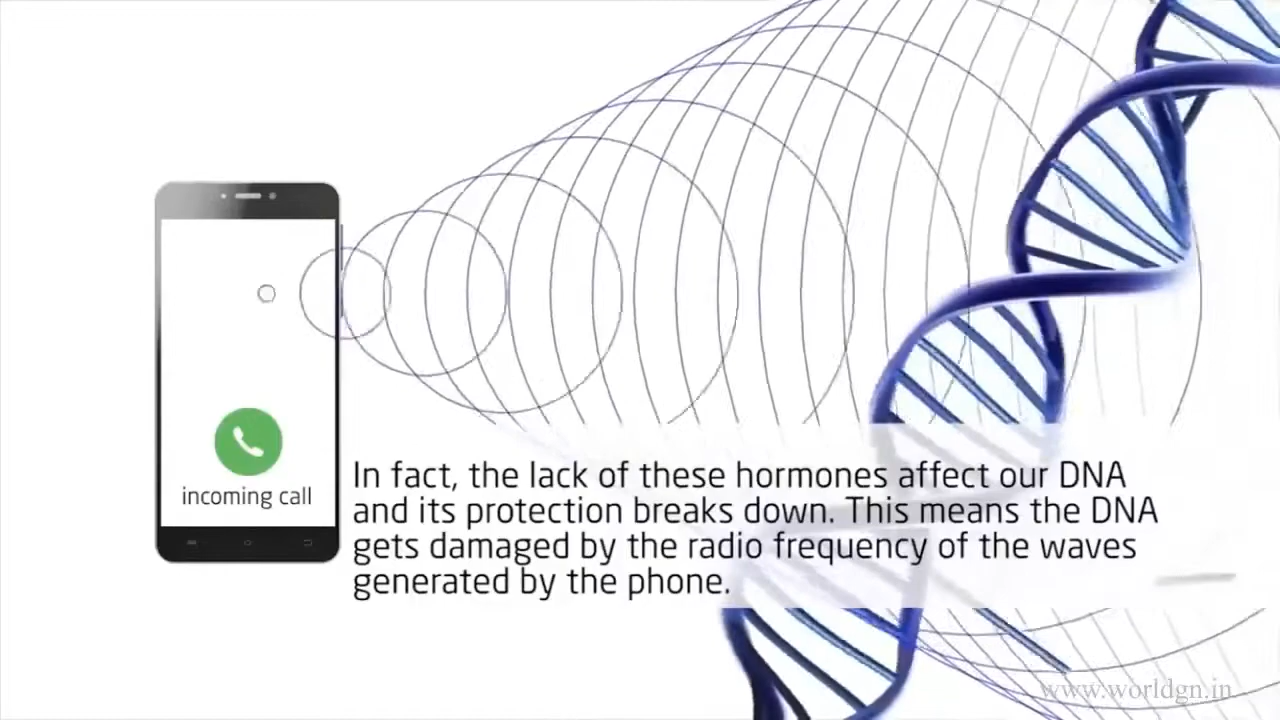 incoming call
In fact, the lack of these hormones affect our DNA
and its protection breaks down. This means the DNA
gets damaged by the radio frequency of the waves
generated by the phone.
www.worldgn.in